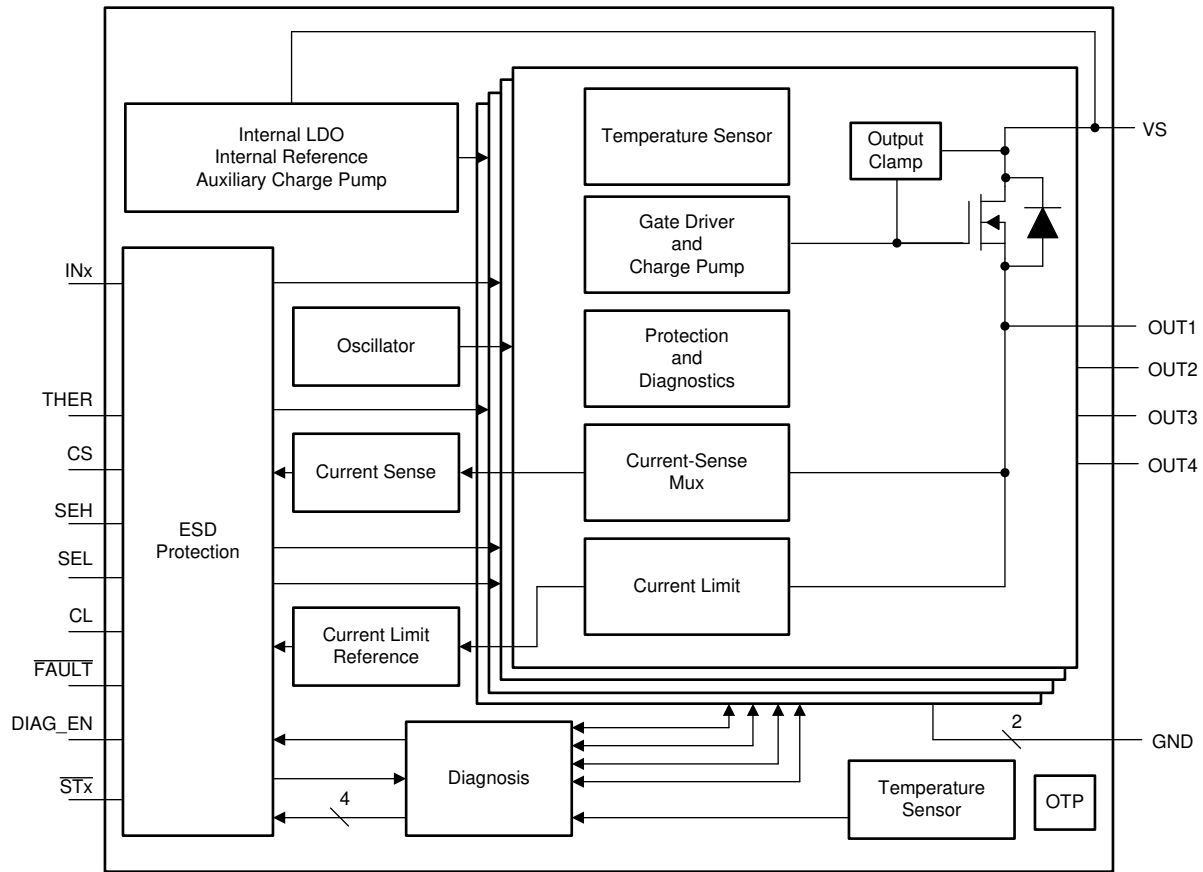 Internal LDO
Internal Reference
Auxiliary Charge Pump
Temperature Sensor
Output
Clamp
VS
Gate Driver
and
Charge Pump
INx
Oscillator
Protection
and
Diagnostics
OUT1
OUT2
OUT3
OUT4
THER
CS
SEH
SEL
CL
FAULT
DIAG_EN
STx
ESD
Protection
Current Sense
Current-Sense
Mux
Current Limit
Current Limit
Reference
Diagnosis
4
2
GND
Temperature
Sensor
OTP